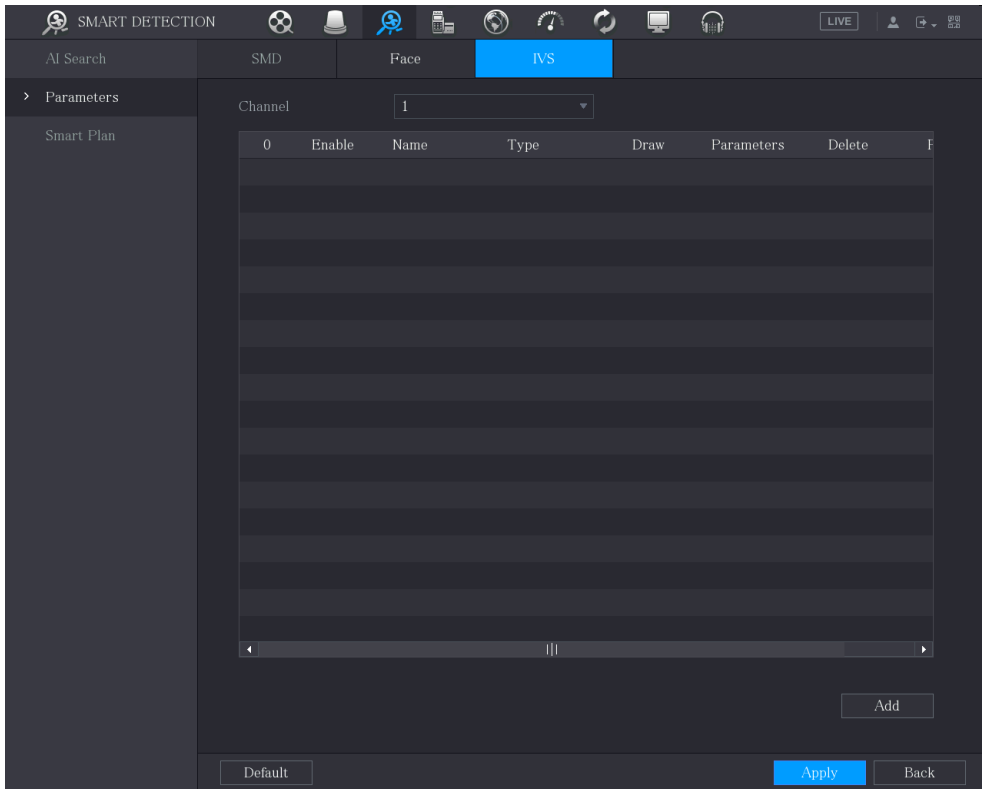 SMART DETECTION
LIVE
AI Search
SMD Face IVS
Parameters
Channel 1
Smart Plan
0 Enable Name Type Draw Parameters Delete
Add
Default Apply Back